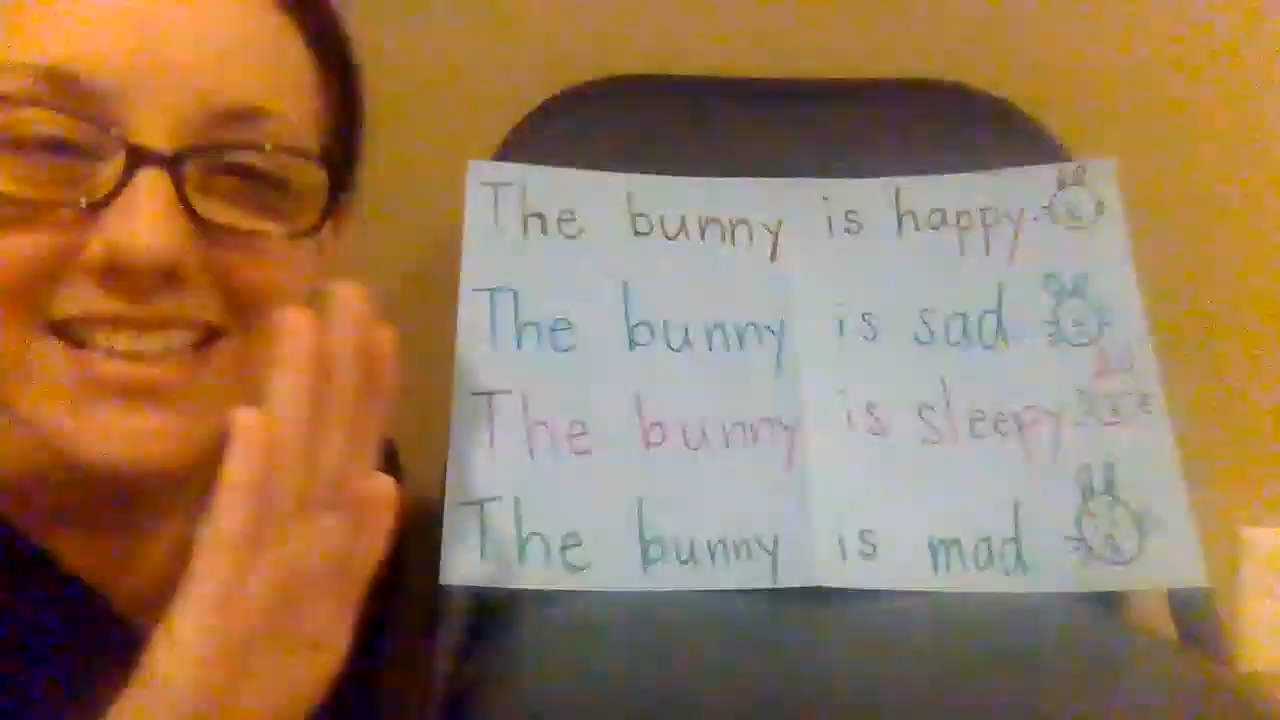 The bunny is happy.
The bunny is sad
The bunny is sleepy
The bunny is mad